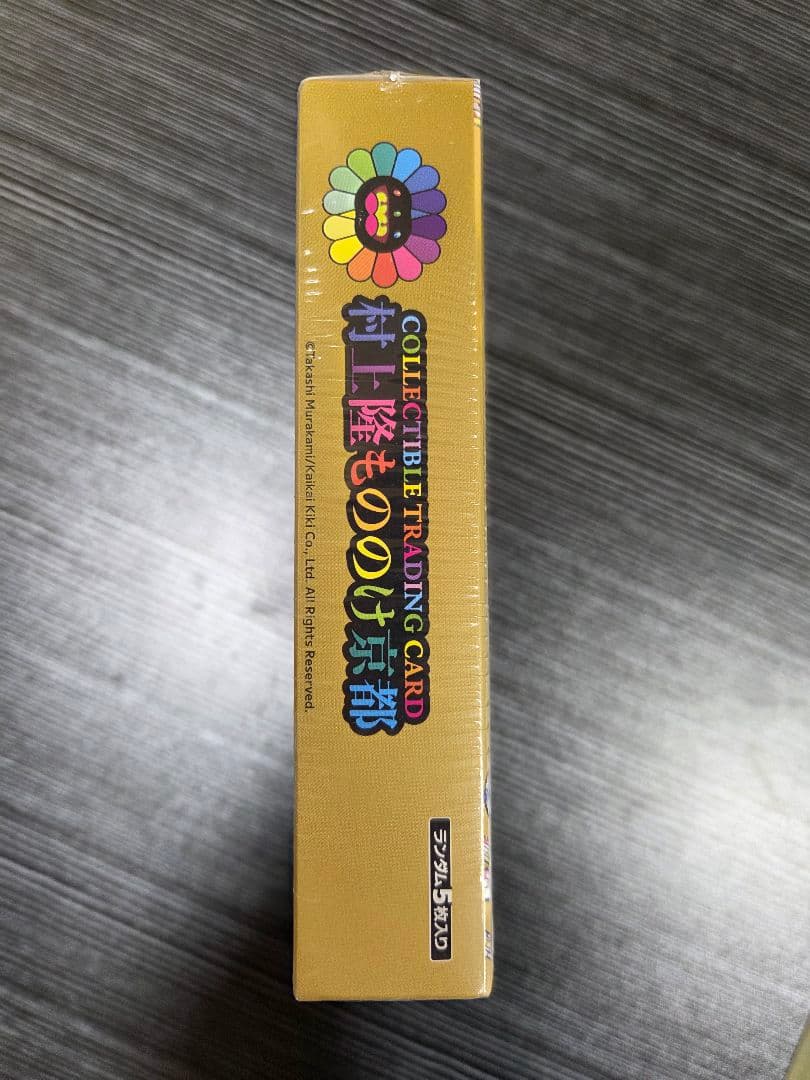 COLLECTIBLE TRADING CARD
村上隆もののけ京都
©Takashi Murakami/Kaikai Kiki Co., Ltd. All Rights Reserved.
ランダム5枚入り